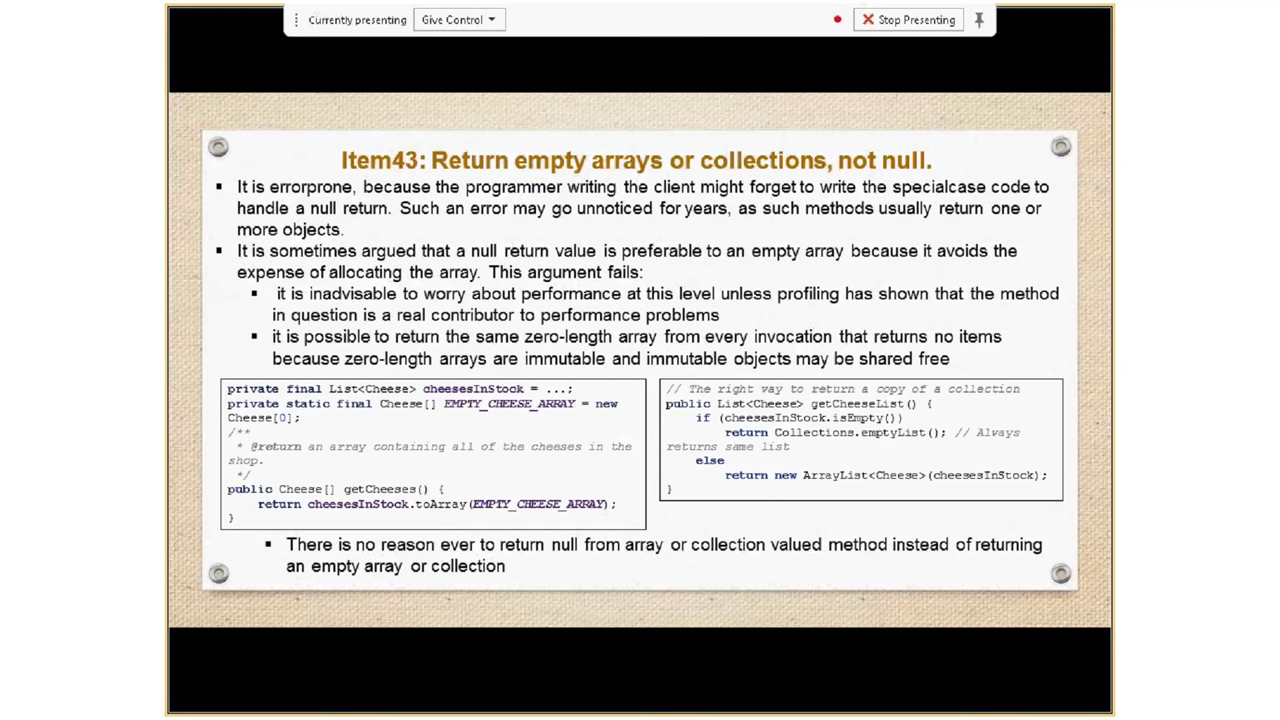 Currently presenting
Give Control
Stop Presenting
Item43: Return empty arrays or collections, not null.
▪ It is errorprone, because the programmer writing the client might forget to write the specialcase code to
handle a null return. Such an error may go unnoticed for years, as such methods usually return one or
more objects.
▪ It is sometimes argued that a null return value is preferable to an empty array because it avoids the
expense of allocating the array. This argument fails:
▪ it is inadvisable to worry about performance at this level unless profiling has shown that the method
in question is a real contributor to performance problems
▪ it is possible to return the same zero-length array from every invocation that returns no items
because zero-length arrays are immutable and immutable objects may be shared free
private final List<Cheese> cheesesInStock = ...;
private static final Cheese[] EMPTY_CHEESE_ARRAY = new
Cheese[0];
/**
* @return an array containing all of the cheeses in the
shop.
*/
public Cheese[] getCheeses() {
return cheesesInStock.toArray(EMPTY_CHEESE_ARRAY);
}
// The right way to return a copy of a collection
public List<Cheese> getCheeseList() {
if (cheesesInStock.isEmpty())
return Collections.emptyList(); // Always
returns same list
else
return new ArrayList<Cheese>(cheesesInStock);
}
▪ There is no reason ever to return null from array or collection valued method instead of returning
an empty array or collection